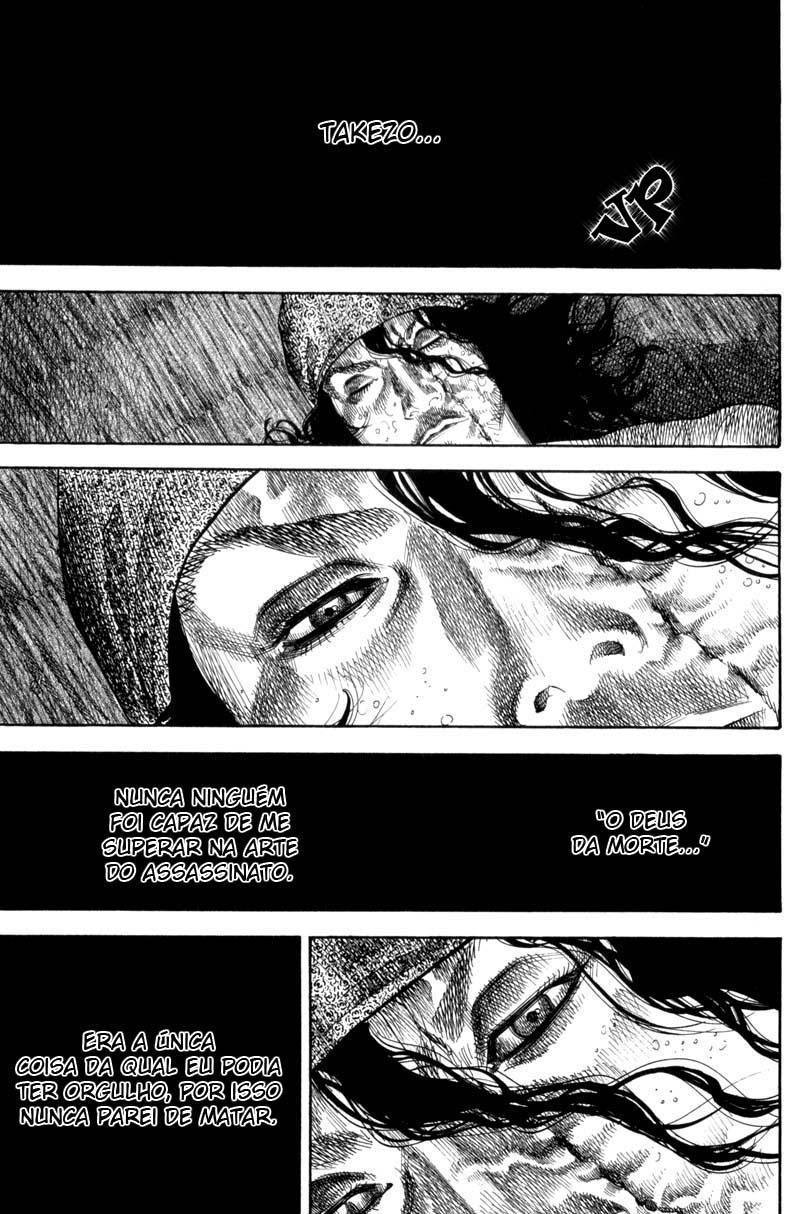 TAKEZO...
VP
"O DEUS
DA MORTE..."
NUNCA NINGUÉM
FOI CAPAZ DE ME
SUPERAR NA ARTE
DO ASSASSINATO.
ERA A ÚNICA
COISA DA QUAL EU PODIA
TER ORGULHO, POR ISSO
NUNCA PAREI DE MATAR.